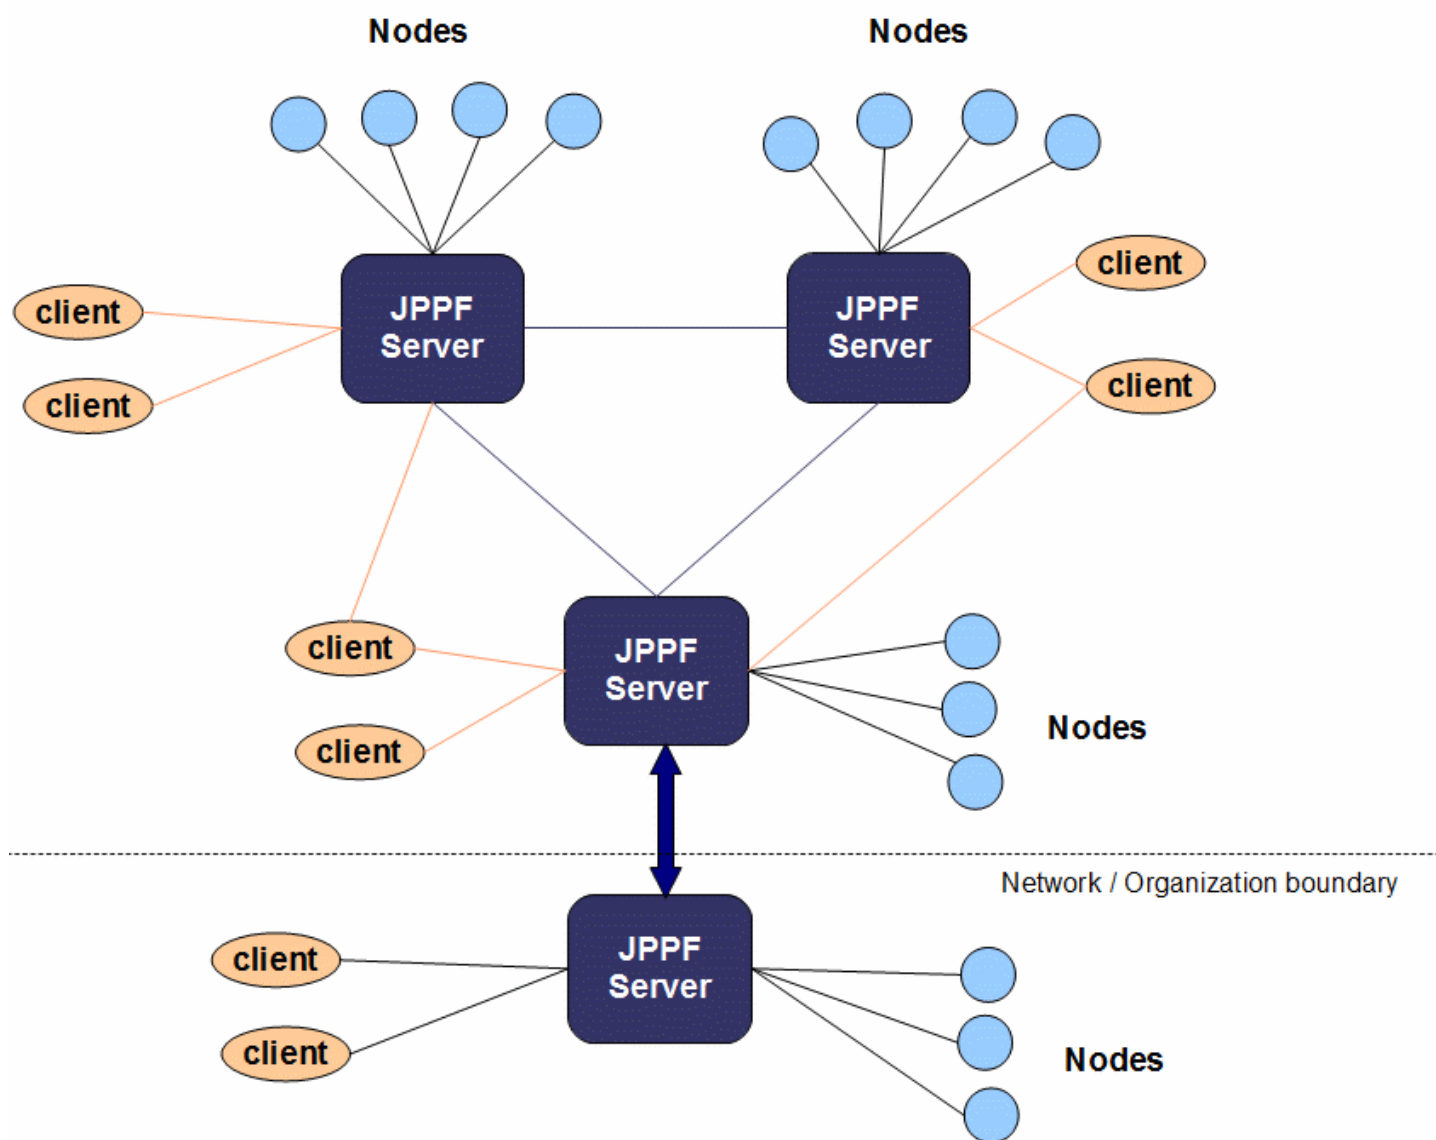 Nodes
Nodes
client
JPPF
Server
JPPF
Server
client
client
client
client
JPPF
Server
client
Nodes
Network / Organization boundary
client
JPPF
Server
client
Nodes